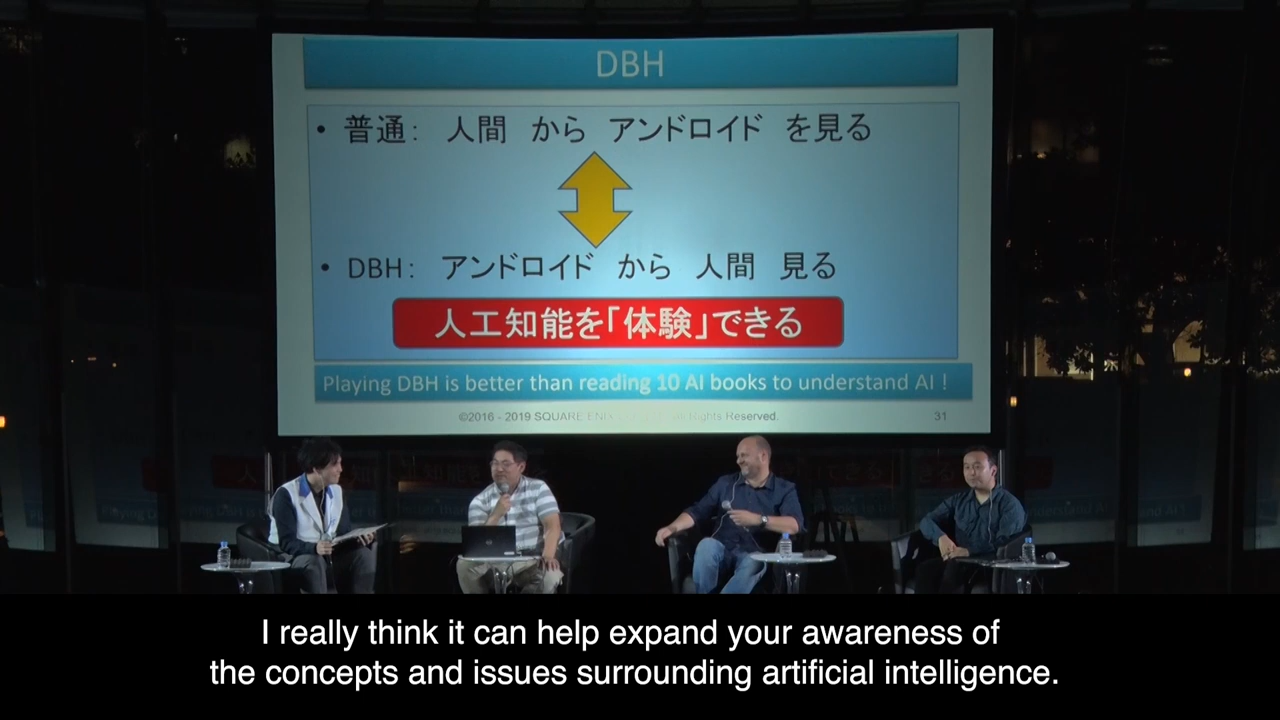 DBH
• 普通: 人間 から アンドロイド を見る
• DBH: アンドロイド から 人間 見る
人工知能を「体験」できる
Playing DBH is better than reading 10 AI books to understand AI !
©2016 - 2019 SQUARE ENIX Rights Reserved.
31
I really think it can help expand your awareness of
the concepts and issues surrounding artificial intelligence.